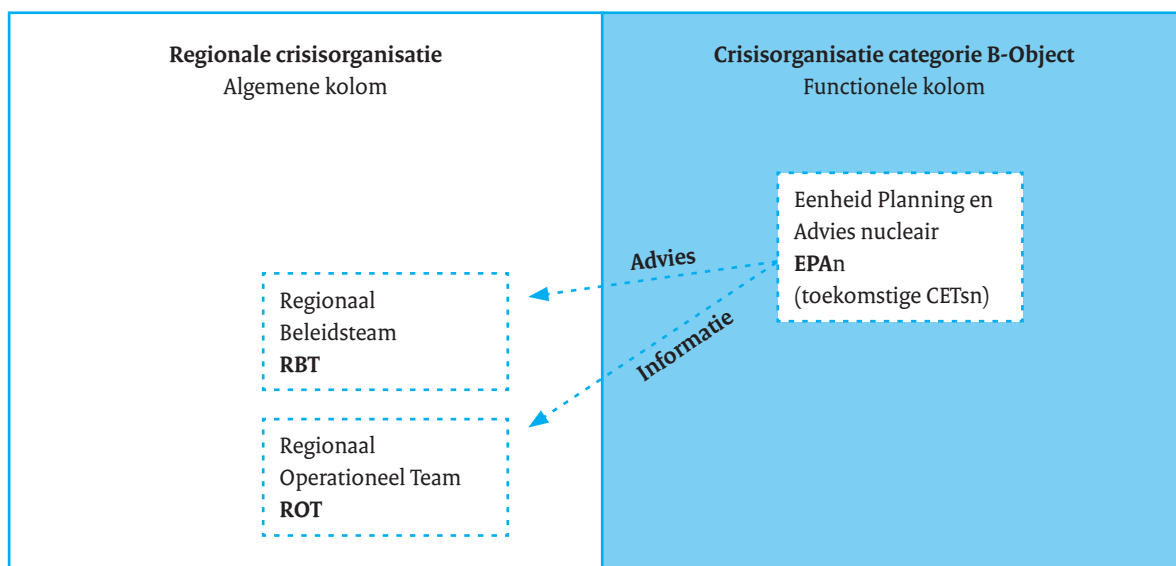 Regionale crisisorganisatie
Algemene kolom
Crisisorganisatie categorie B-Object
Functionele kolom
Eenheid Planning en
Advies nucleair
EPAn
(toekomstige CETsn)
Advies
Informatie
Regionaal
Beleidsteam
RBT
Regionaal
Operationeel Team
ROT